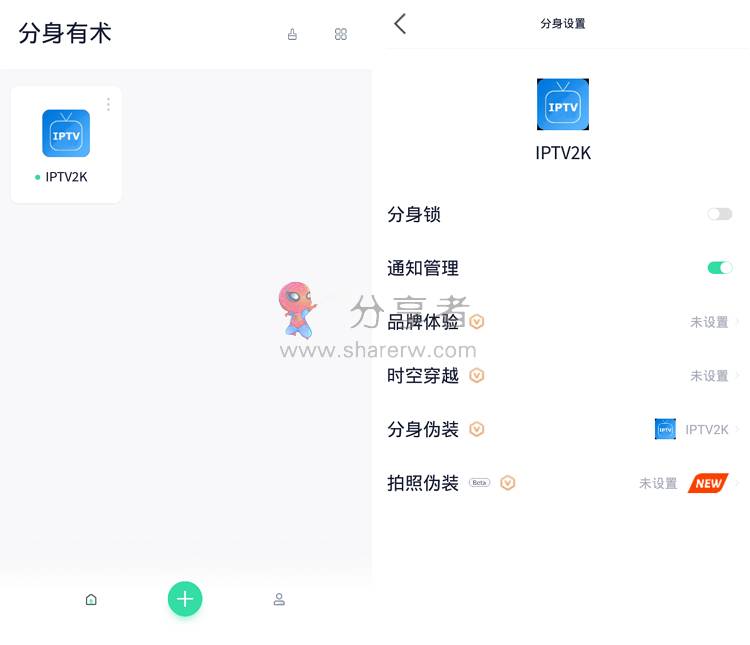 分身有术
IPTV
IPTV2K
分身设置
IPTV
IPTV2K
分身锁
通知管理
品牌体验
未设置
时空穿越
未设置
分身伪装
IPTV
IPTV2K
拍照伪装
Beta
未设置
NEW
分享者
www.sharerw.com